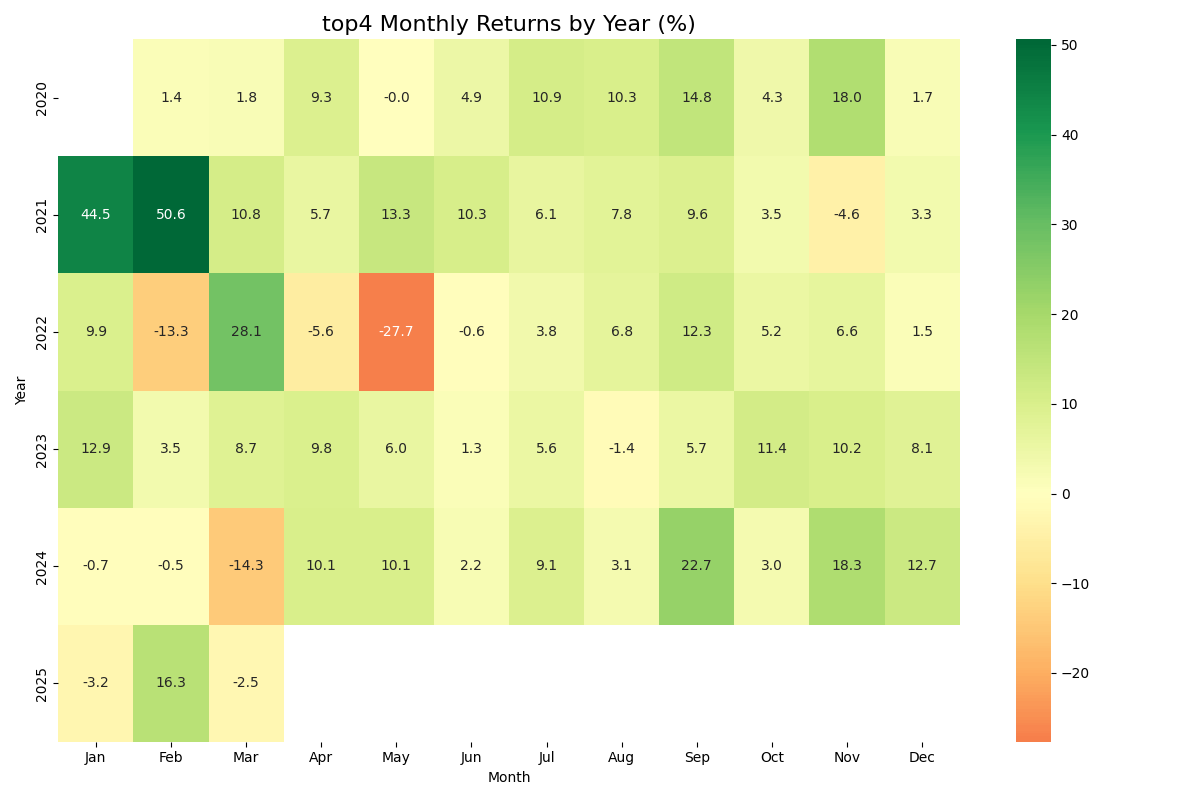 top4 Monthly Returns by Year (%)
2020 1.4 1.8 9.3 -0.0 4.9 10.9 10.3 14.8 4.3 18.0 1.7
2021 44.5 50.6 10.8 5.7 13.3 10.3 6.1 7.8 9.6 3.5 -4.6 3.3
2022 9.9 -13.3 28.1 -5.6 -27.7 -0.6 3.8 6.8 12.3 5.2 6.6 1.5
2023 12.9 3.5 8.7 9.8 6.0 1.3 5.6 -1.4 5.7 11.4 10.2 8.1
2024 -0.7 -0.5 -14.3 10.1 10.1 2.2 9.1 3.1 22.7 3.0 18.3 12.7
2025 -3.2 16.3 -2.5
Year
Jan Feb Mar Apr May Jun Jul Aug Sep Oct Nov Dec
Month
50
40
30
20
10
0
−10
−20